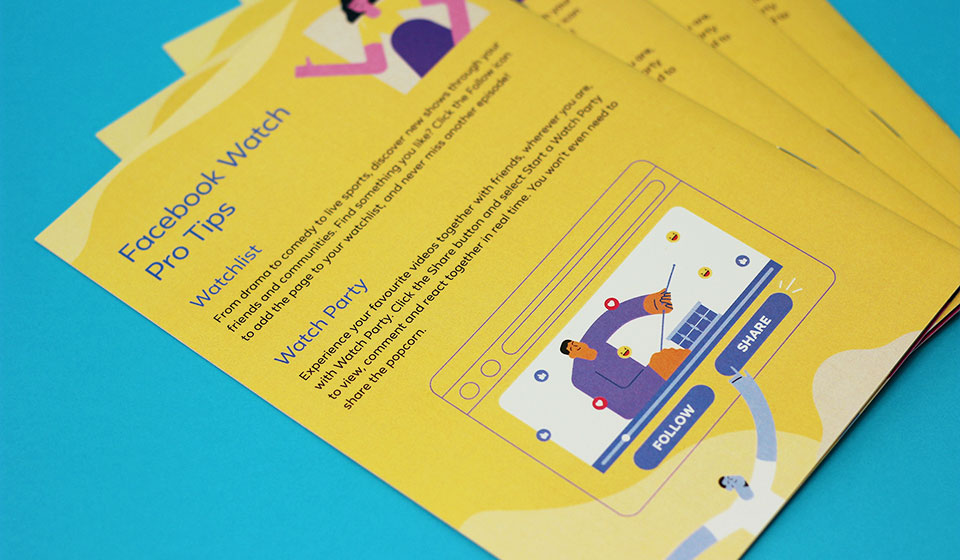 Facebook Watch
Pro Tips
Watchlist
From drama to comedy to live sports, discover new shows through your
friends and communities. Find something you like? Click the Follow icon
to add the page to your watchlist, and never miss another episode!
Watch Party
Experience your favourite videos together with friends, wherever you are,
with Watch Party. Click the Share button and select Start a Watch Party
to view, comment and react together in real time. You won't even need to
share the popcorn.
SHARE
FOLLOW